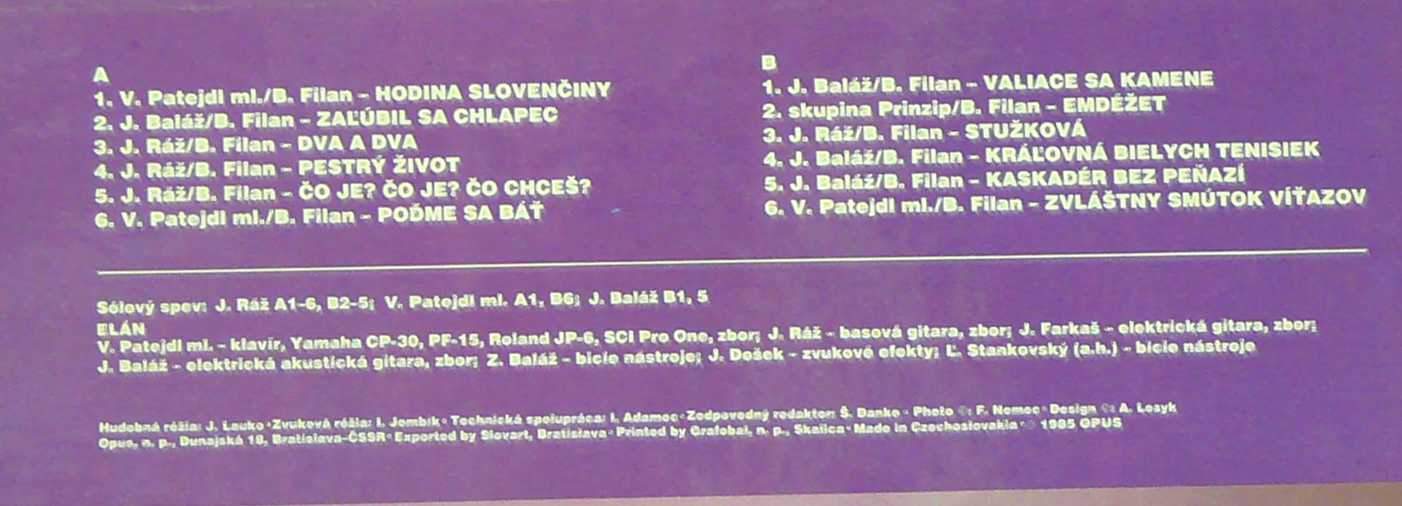 A
1. V. Patejdl ml./B. Filan – HODINA SLOVENČINY
2. J. Baláž/B. Filan – ZAĽÚBIL SA CHLAPEC
3. J. Ráž/B. Filan – DVA A DVA
4. J. Ráž/B. Filan – PESTRÝ ŽIVOT
5. J. Ráž/B. Filan – ČO JE? ČO JE? ČO CHCEŠ?
6. V. Patejdl ml./B. Filan – POĎME SA BÁŤ
B
1. J. Baláž/B. Filan – VALIACE SA KAMENE
2. skupina Prinzip/B. Filan – EMDÉŽET
3. J. Ráž/B. Filan – STUŽKOVÁ
4. J. Baláž/B. Filan – KRÁĽOVNÁ BIELYCH TENISIEK
5. J. Baláž/B. Filan – KASKADÉR BEZ PEŇAZÍ
6. V. Patejdl ml./B. Filan – ZVLÁŠTNY SMÚTOK VÍŤAZOV
Sólový spev: J. Ráž A1–6, B2–5; V. Patejdl ml. A1, B6; J. Baláž B1, 5
ELÁN
V. Patejdl ml. – klavír, Yamaha CP-30, PF-15, Roland JP-6, SCI Pro One, zbor; J. Ráž – basová gitara, zbor; J. Farkaš – elektrická gitara, zbor;
J. Baláž – elektrická akustická gitara, zbor; Z. Baláž – bicie nástroje; J. Došek – zvukové efekty; Ľ. Stankovský (a.h.) – bicie nástroje
Hudobná réžia: J. Lauko • Zvuková réžia: I. Jombík • Technická spolupráca: I. Adamec • Zodpovedný redaktor: Š. Danko • Photo ©: F. Nemec • Design ©: A. Losyk
Opus, n. p., Dunajská 18, Bratislava–ČSSR • Exported by Slovart, Bratislava • Printed by Grafobal, n. p., Skalica • Made in Czechoslovakia • ℗ 1985 OPUS